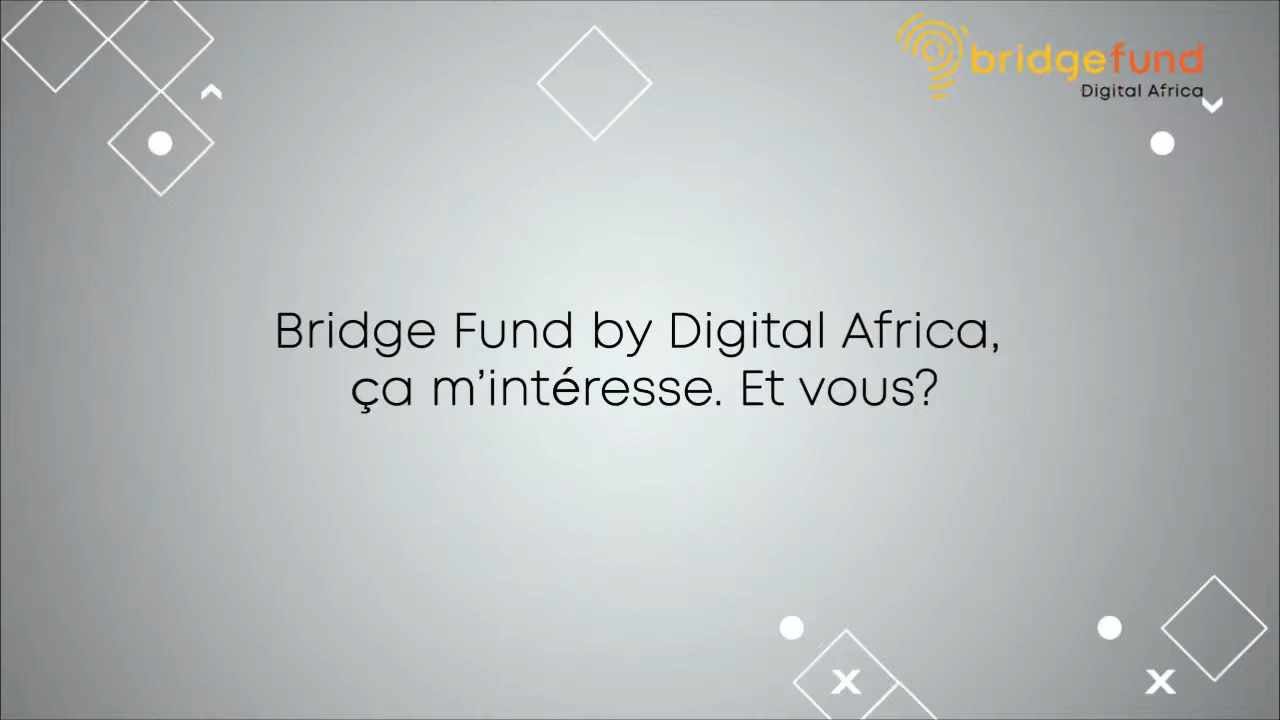 bridgefund
Digital Africa
Bridge Fund by Digital Africa,
ça m'intéresse. Et vous?